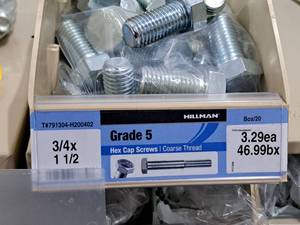 HILLMAN
T#791304-H200402
Box/20
Grade 5
Hex Cap Screws | Coarse Thread
3/4x
1 1/2
3.29ea
46.99bx